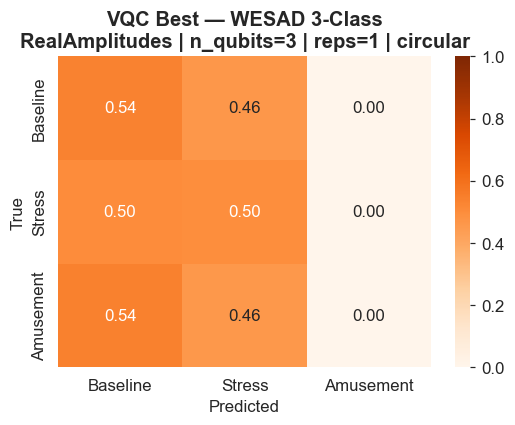 VQC Best — WESAD 3-Class
RealAmplitudes | n_qubits=3 | reps=1 | circular
True
Baseline
0.54 0.46 0.00
Stress
0.50 0.50 0.00
Amusement
0.54 0.46 0.00
Baseline Stress Amusement
Predicted
1.0
0.8
0.6
0.4
0.2
0.0